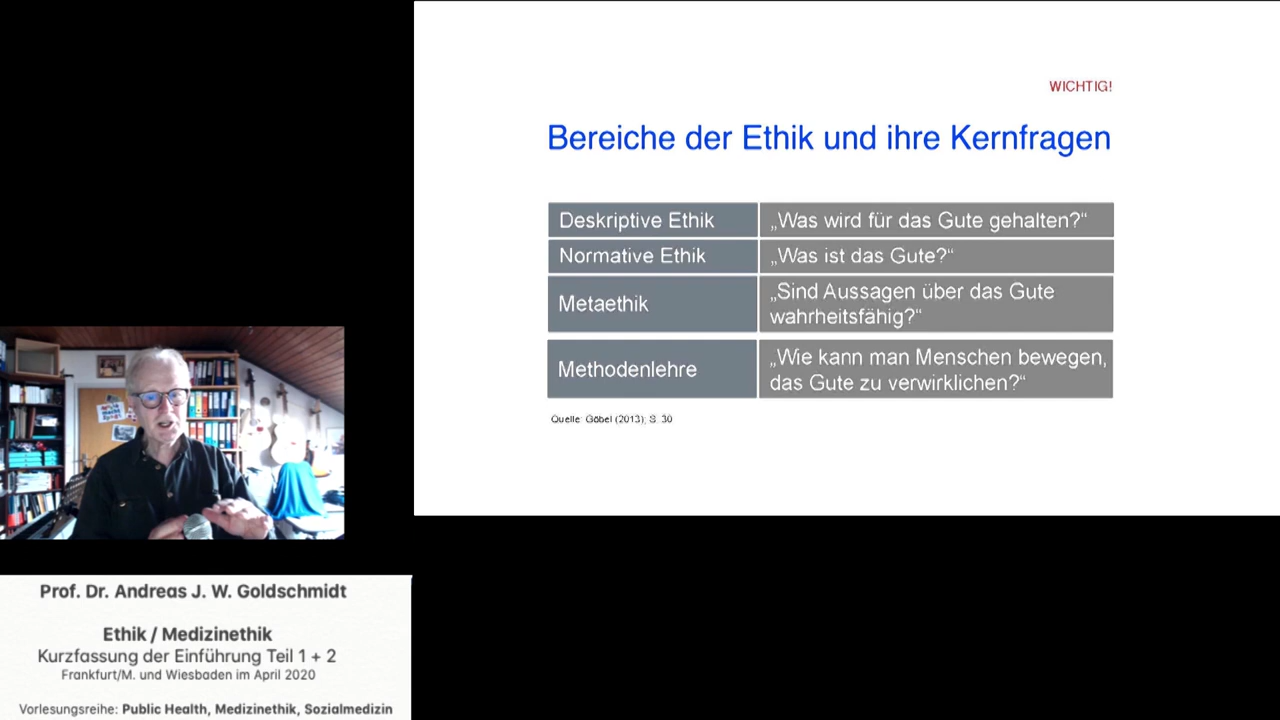 WICHTIG!
Bereiche der Ethik und ihre Kernfragen
Deskriptive Ethik
„Was wird für das Gute gehalten?“
Normative Ethik
„Was ist das Gute?“
Metaethik
„Sind Aussagen über das Gute
wahrheitsfähig?“
Methodenlehre
„Wie kann man Menschen bewegen,
das Gute zu verwirklichen?“
Quelle: Göbel (2013); S. 30
Prof. Dr. Andreas J. W. Goldschmidt
Ethik / Medizinethik
Kurzfassung der Einführung Teil 1 + 2
Frankfurt/M. und Wiesbaden im April 2020
Vorlesungsreihe: Public Health, Medizinethik, Sozialmedizin